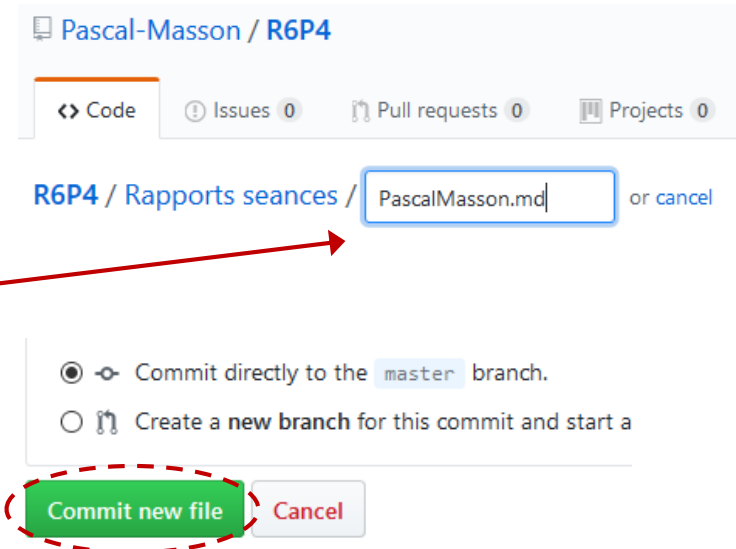 Pascal-Masson / R6P4
Code Issues 0 Pull requests 0 Projects 0
R6P4 / Rapports seances / PascalMasson.md or cancel
Commit directly to the master branch.
Create a new branch for this commit and start a
Commit new file Cancel